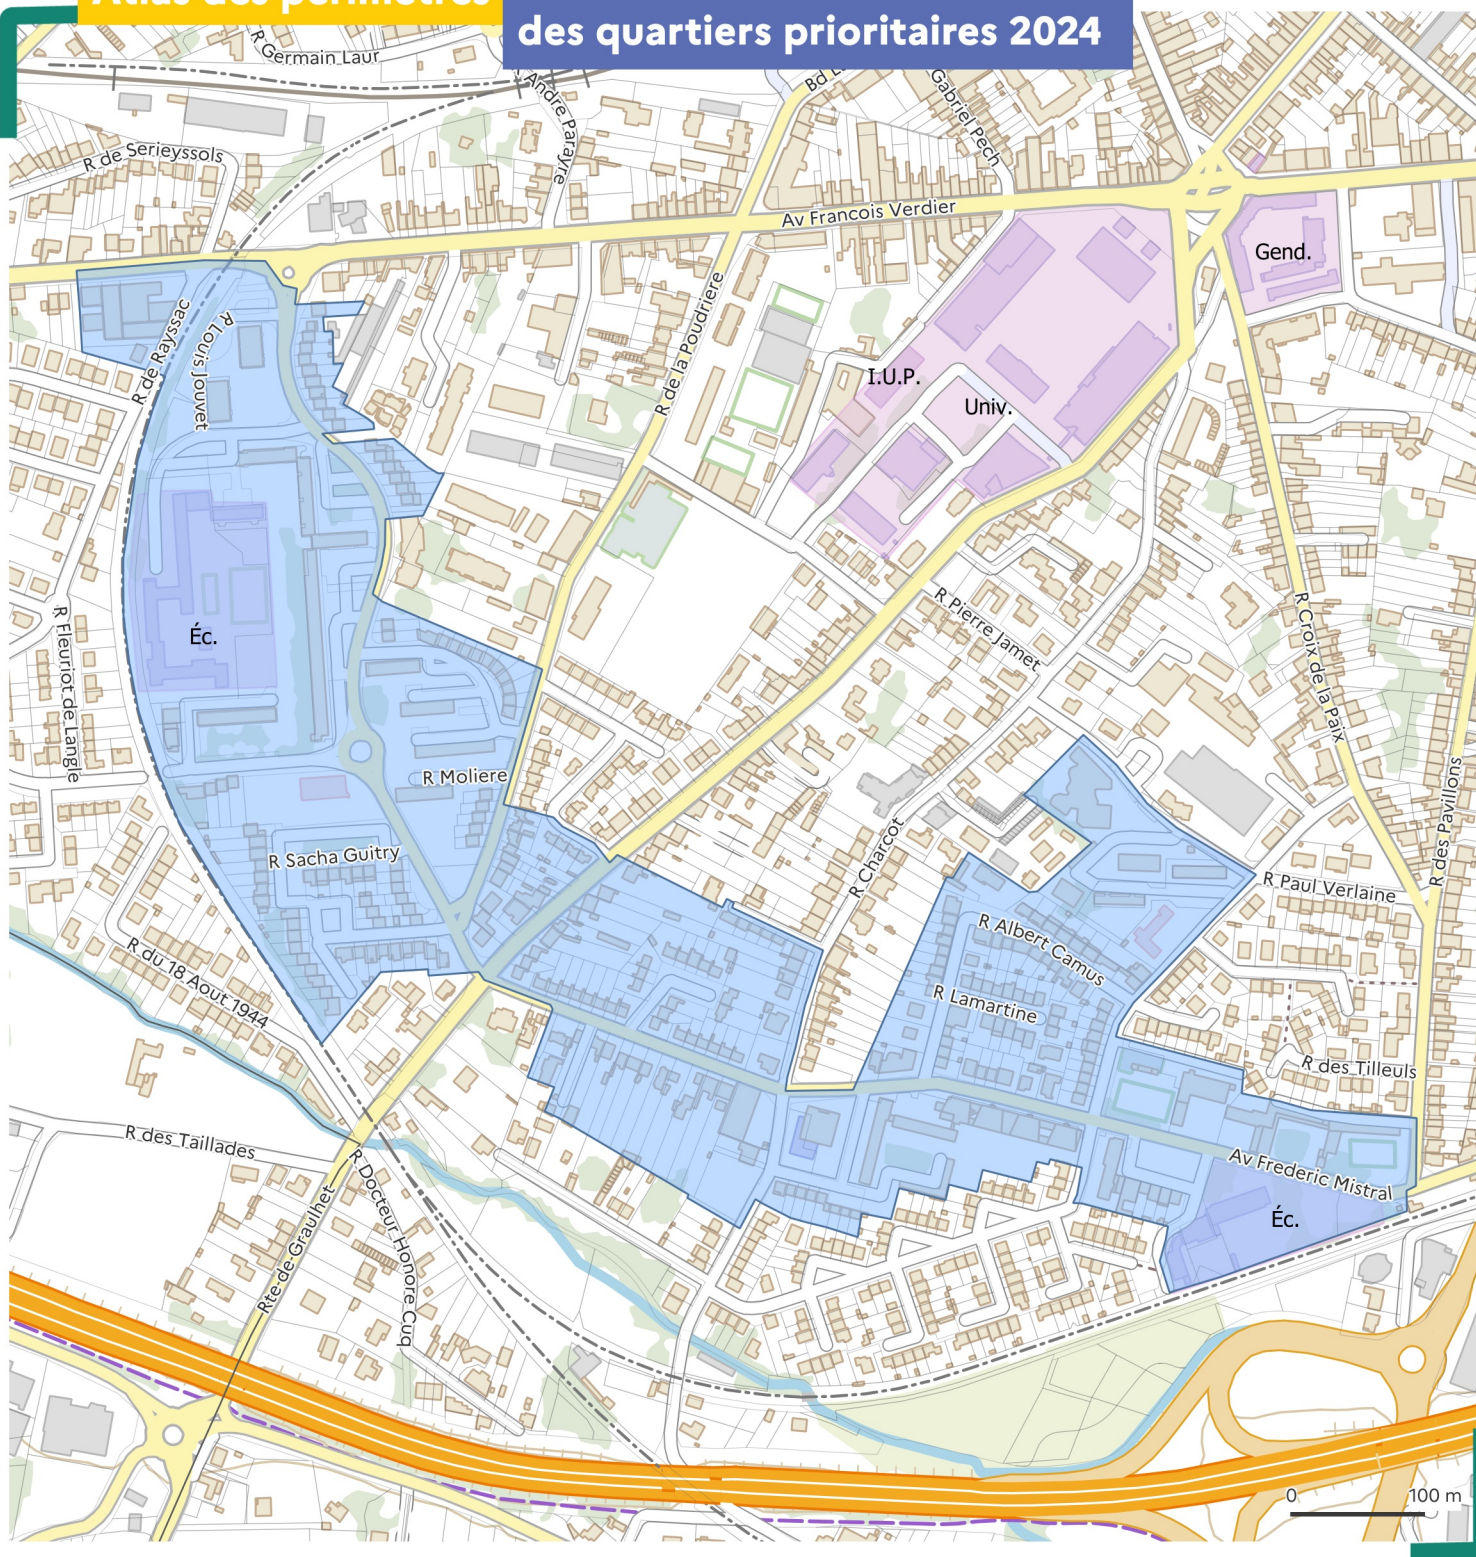 Atlas des périmètres
des quartiers prioritaires 2024
R Germain Laur
R Andre Parayre
Bd L
Gabriel Pech
R de Serieyssols
Av Francois Verdier
Gend.
R de Rayssac
R Louis Jouvet
R de la Poudriere
I.U.P.
Univ.
Éc.
R Fleuriot de Langle
R Pierre Jamet
R Croix de la Paix
R Moliere
R des Pavillons
R Sacha Guitry
R Charcot
R Paul Verlaine
R Albert Camus
R du 18 Aout 1944
R Lamartine
R des Tilleuls
R des Taillades
Av Frederic Mistral
R Docteur Honore Cuq
Rte de Graulhet
Éc.
0 100 m